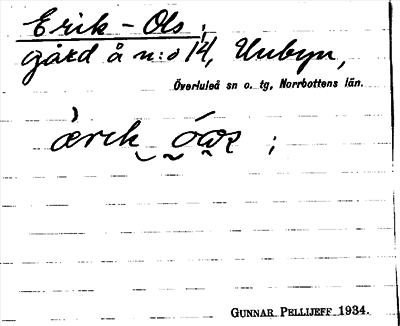 Erik-Ols;
gård å n:o 14, Unbyn,
Överluleå sn o. tg, Norrbottens län.
GUNNAR PELLIJEFF 1934.